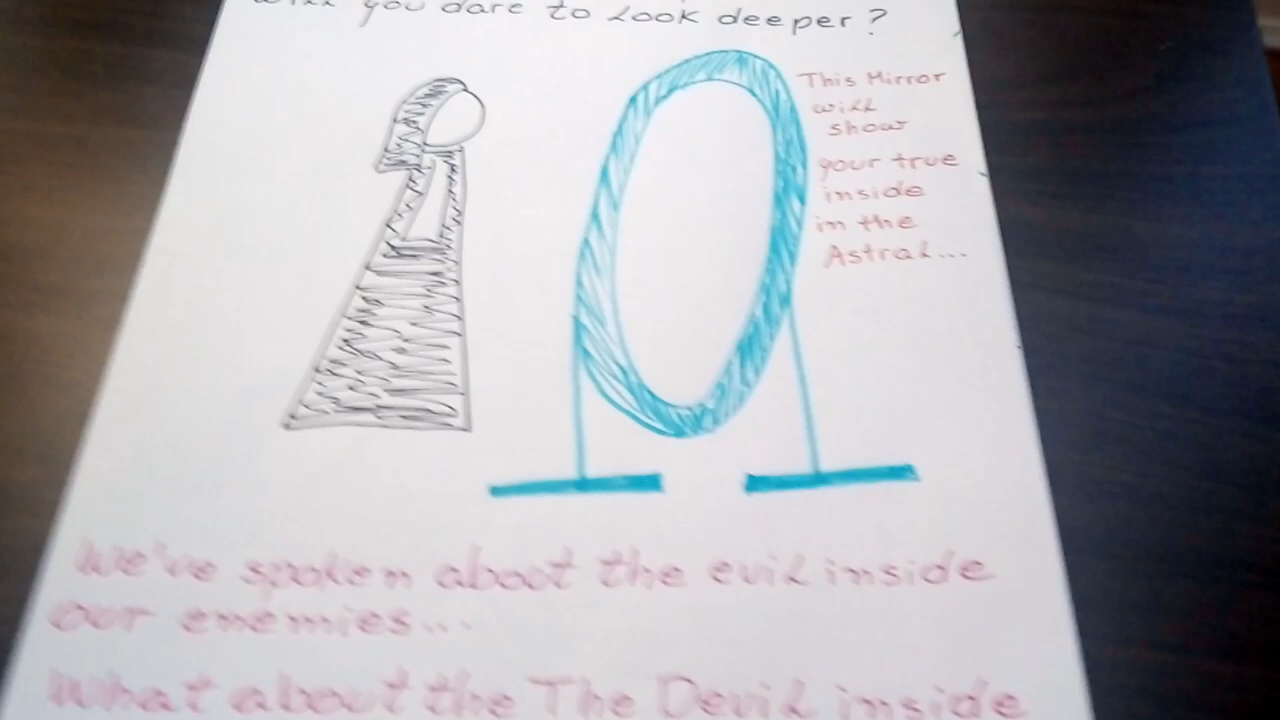 Will you dare to look deeper?
This Mirror
will
show
your true
inside
in the
Astral...
We've spoken about the evil inside
our enemies...
What about the The Devil inside